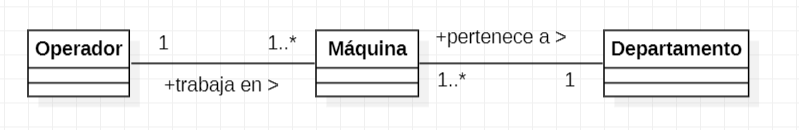 Operador
1
1..*
+trabaja en >
Máquina
+pertenece a >
1..*
1
Departamento